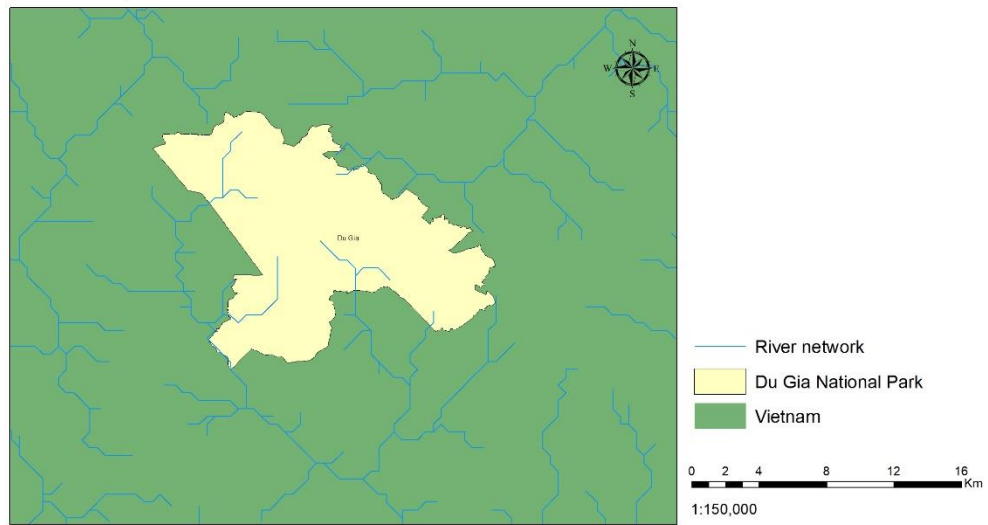 N
W E
S
Du Gia
River network
Du Gia National Park
Vietnam
0 2 4 8 12 16
Km
1:150,000